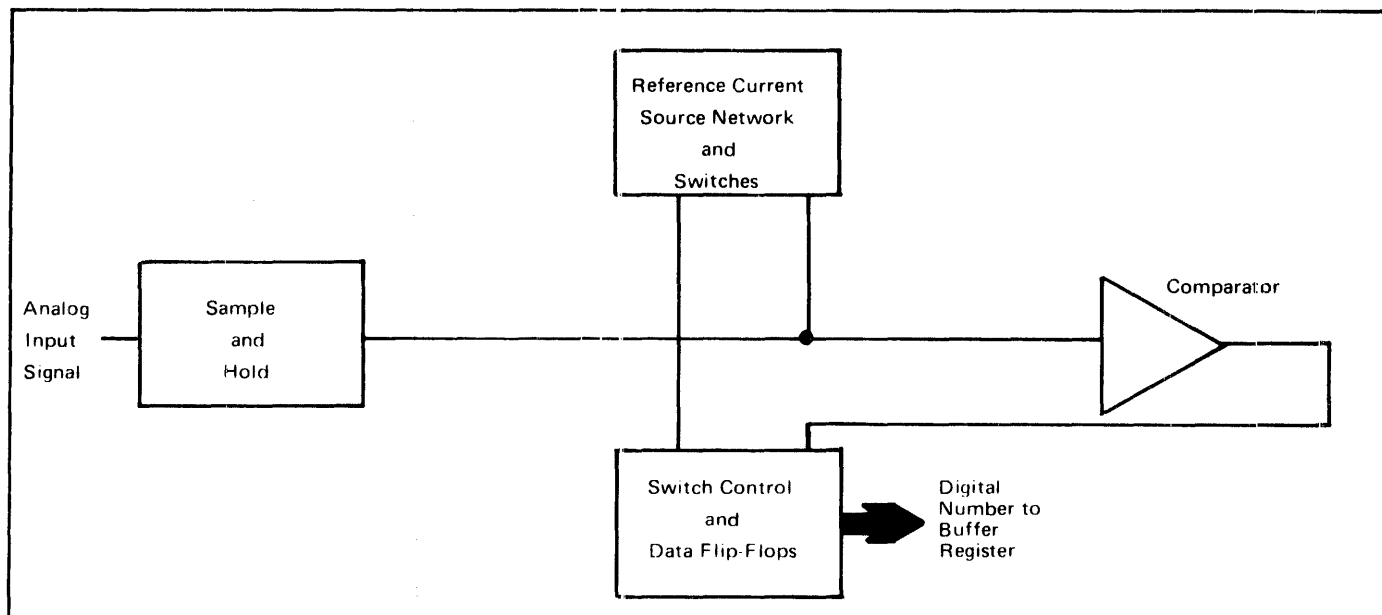 Reference Current
Source Network
and
Switches
Analog
Input
Signal
Sample
and
Hold
Comparator
Switch Control
and
Data Flip-Flops
Digital
Number to
Buffer
Register